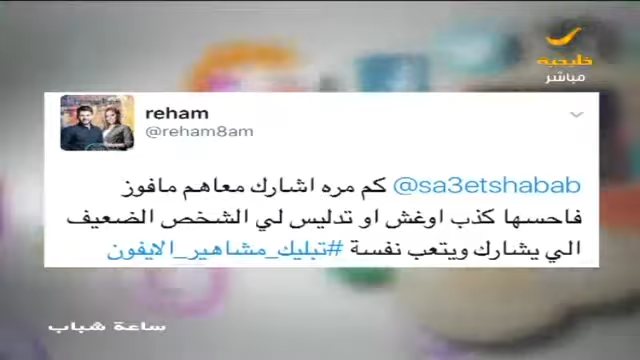 خليجية
مباشر
reham
@reham8am
@sa3etshabab كم مره اشارك معاهم مافوز
فاحسها كذب اوغش او تدليس لي الشخص الضعيف
الي يشارك ويتعب نفسة #تبليك_مشاهير_الايفون
ساعة شباب